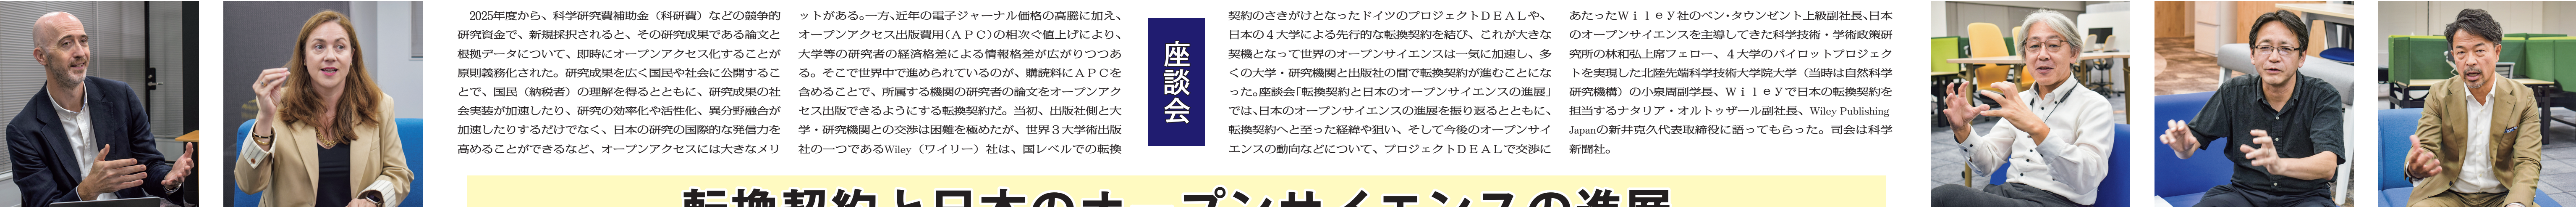 2025年度から、科学研究費補助金（科研費）などの競争的
研究資金で、新規採択されると、その研究成果である論文と
根拠データについて、即時にオープンアクセス化することが
原則義務化された。研究成果を広く国民や社会に公開するこ
とで、国民（納税者）の理解を得るとともに、研究成果の社
会実装が加速したり、研究の効率化や活性化、異分野融合が
加速したりするだけでなく、日本の研究の国際的な発信力を
高めることができるなど、オープンアクセスには大きなメリ
ットがある。一方、近年の電子ジャーナル価格の高騰に加え、
オープンアクセス出版費用（ＡＰＣ）の相次ぐ値上げにより、
大学等の研究者の経済格差による情報格差が広がりつつあ
る。そこで世界中で進められているのが、購読料にＡＰＣを
含めることで、所属する機関の研究者の論文をオープンアク
セス出版できるようにする転換契約だ。当初、出版社側と大
学・研究機関との交渉は困難を極めたが、世界３大学術出版
社の一つであるWiley（ワイリー）社は、国レベルでの転換
座談会
契約のさきがけとなったドイツのプロジェクトＤＥＡＬや、
日本の４大学による先行的な転換契約を結び、これが大きな
契機となって世界のオープンサイエンスは一気に加速し、多
くの大学・研究機関と出版社の間で転換契約が進むことにな
った。座談会「転換契約と日本のオープンサイエンスの進展」
では、日本のオープンサイエンスの進展を振り返るとともに、
転換契約へと至った経緯や狙い、そして今後のオープンサイ
エンスの動向などについて、プロジェクトＤＥＡＬで交渉に
あたったＷｉｌｅｙ社のベン・タウンゼント上級副社長、日本
のオープンサイエンスを主導してきた科学技術・学術政策研
究所の林和弘上席フェロー、４大学のパイロットプロジェク
トを実現した北陸先端科学技術大学院大学（当時は自然科学
研究機構）の小泉周副学長、Ｗｉｌｅｙで日本の転換契約を
担当するナタリア・オルトゥザール副社長、Wiley Publishing
Japanの新井克久代表取締役に語ってもらった。司会は科学
新聞社。
転換契約と日本のオープンサイエンスの進展